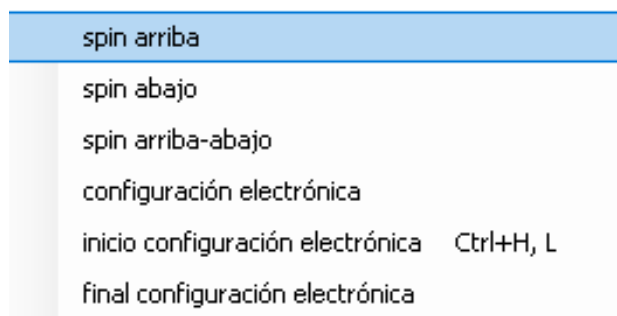 spin arriba
spin abajo
spin arriba-abajo
configuración electrónica
inicio configuración electrónica Ctrl+H, L
final configuración electrónica